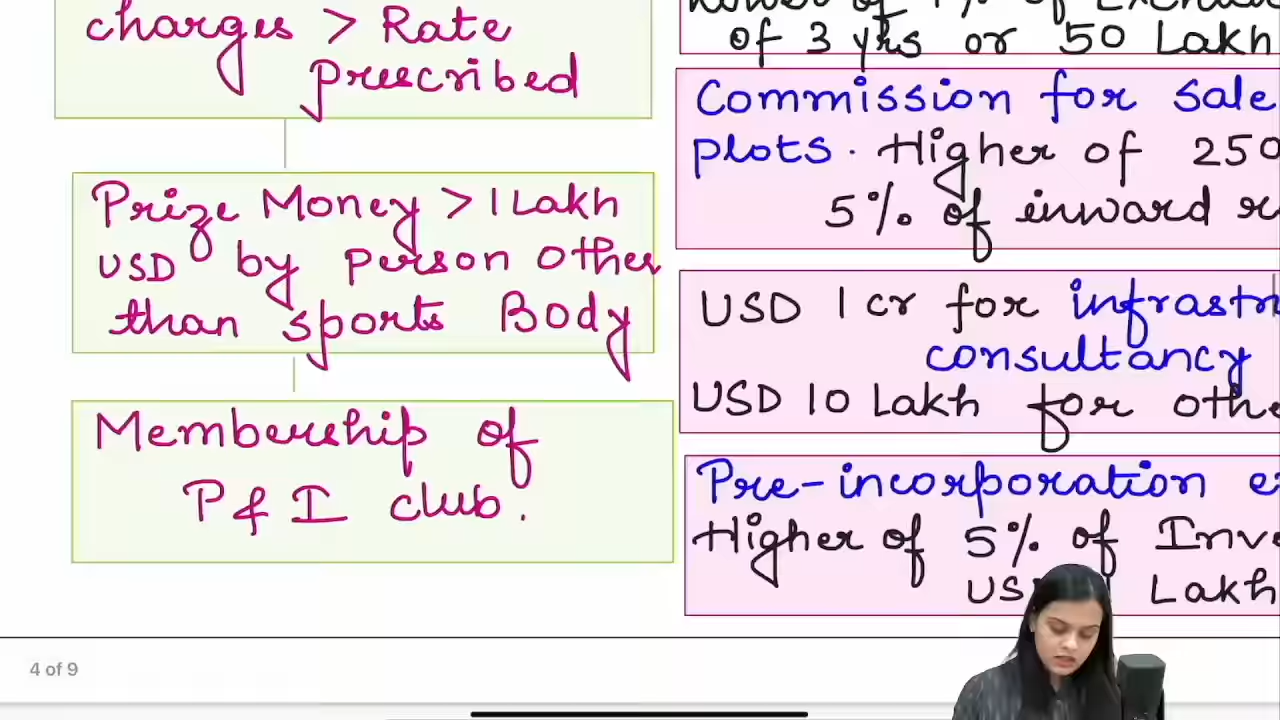 charges > Rate
prescribed
Prize Money > 1 Lakh
USD by person other
than sports Body
Membership of
P & I club.
of 3 yrs or 50 Lakh
Commission for sale
plots. Higher of 250
5% of inward
USD 1 cr for
consultancy
USD 10 Lakh for
Pre-incorporation
Higher of 5% of
Lakh
4 of 9